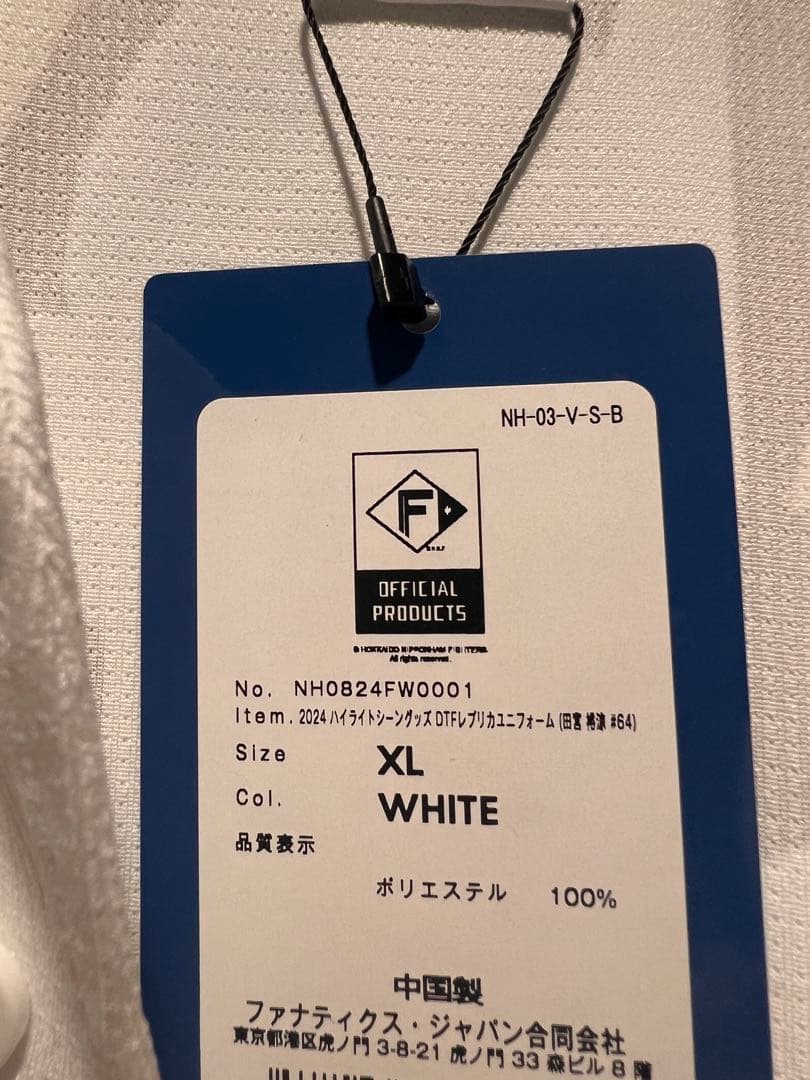 NH-03-V-S-B
F
OFFICIAL
PRODUCTS
© HOKKAIDO NIPPONHAM FIGHTERS.
All rights reserved.
No. NH0824FW0001
Item. 2024 ハイライトシーングッズ DTFレプリカユニフォーム (田宮 裕涼 #64)
Size XL
Col. WHITE
品質表示
ポリエステル 100%
中国製
ファナティクス・ジャパン合同会社
東京都港区虎ノ門 3-8-21 虎ノ門 33 森ビル 8 階